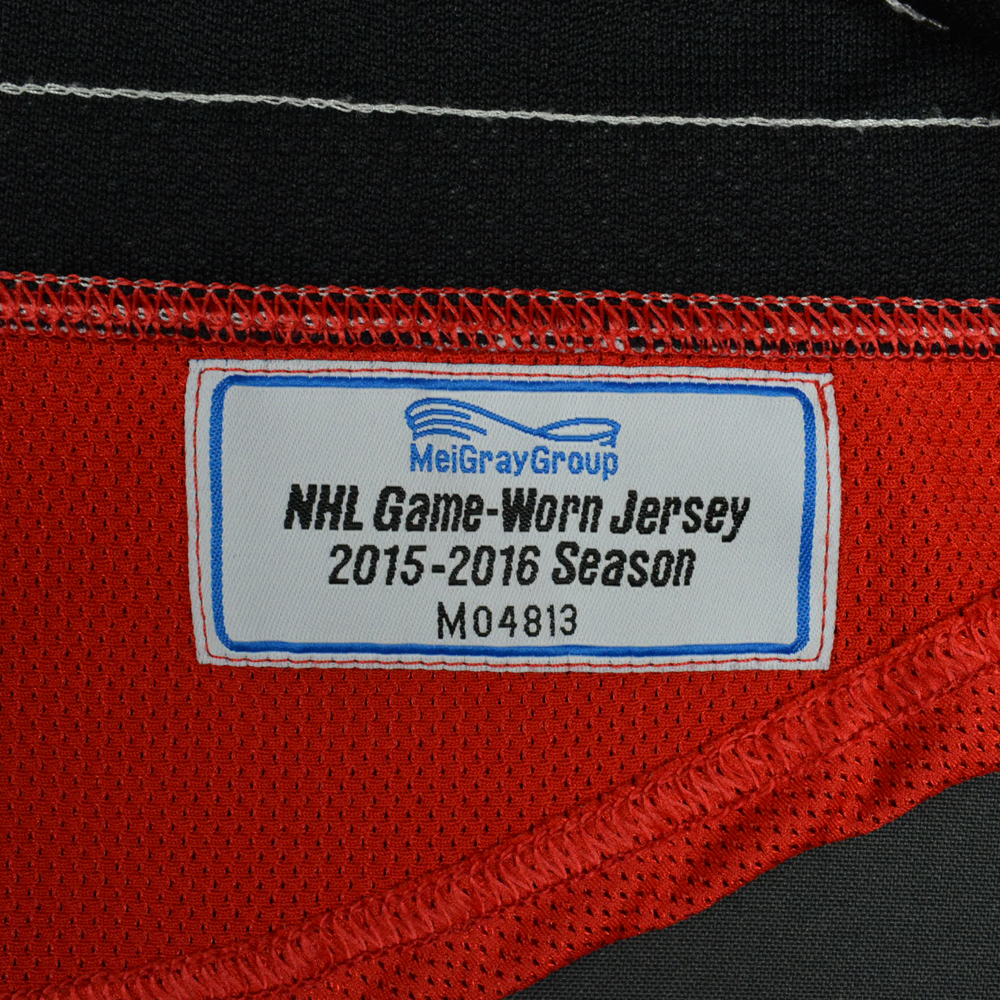 MeiGrayGroup
NHL Game-Worn Jersey
2015-2016 Season
M04813